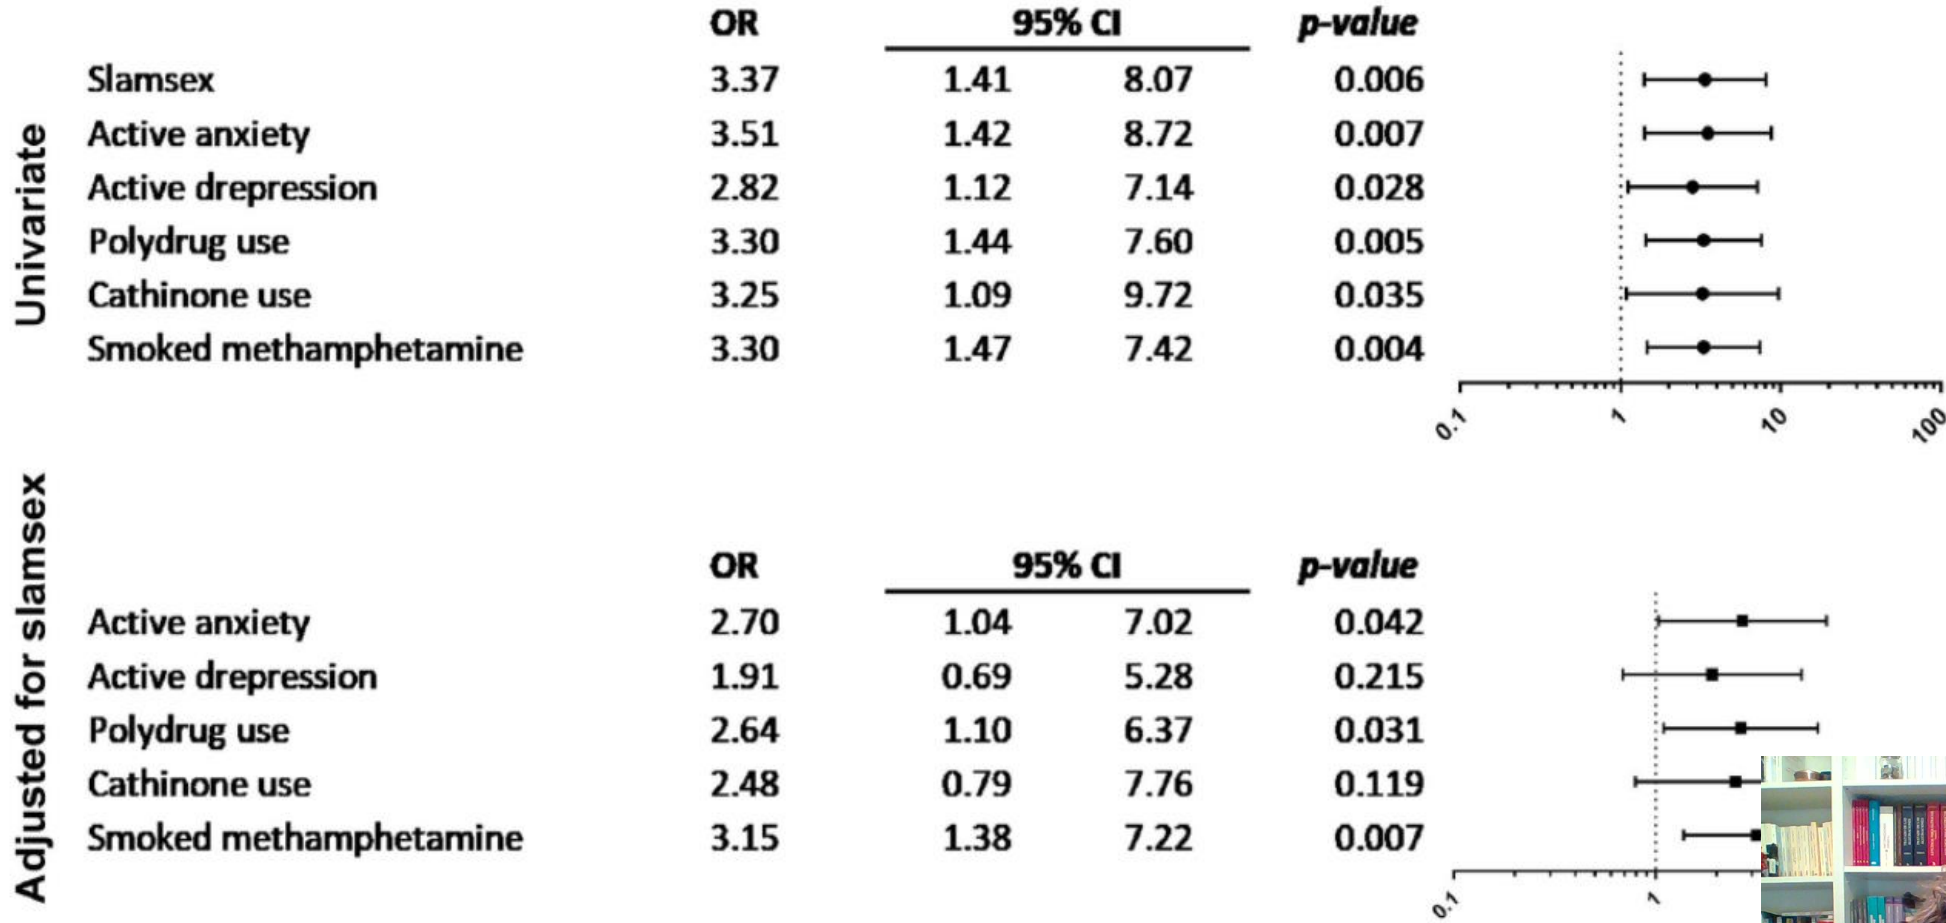 OR 95% CI p-value
Univariate
Slamsex 3.37 1.41 8.07 0.006
Active anxiety 3.51 1.42 8.72 0.007
Active drepression 2.82 1.12 7.14 0.028
Polydrug use 3.30 1.44 7.60 0.005
Cathinone use 3.25 1.09 9.72 0.035
Smoked methamphetamine 3.30 1.47 7.42 0.004
0.1 1 10 100
Adjusted for slamsex
OR 95% CI p-value
Active anxiety 2.70 1.04 7.02 0.042
Active drepression 1.91 0.69 5.28 0.215
Polydrug use 2.64 1.10 6.37 0.031
Cathinone use 2.48 0.79 7.76 0.119
Smoked methamphetamine 3.15 1.38 7.22 0.007
0.1 1